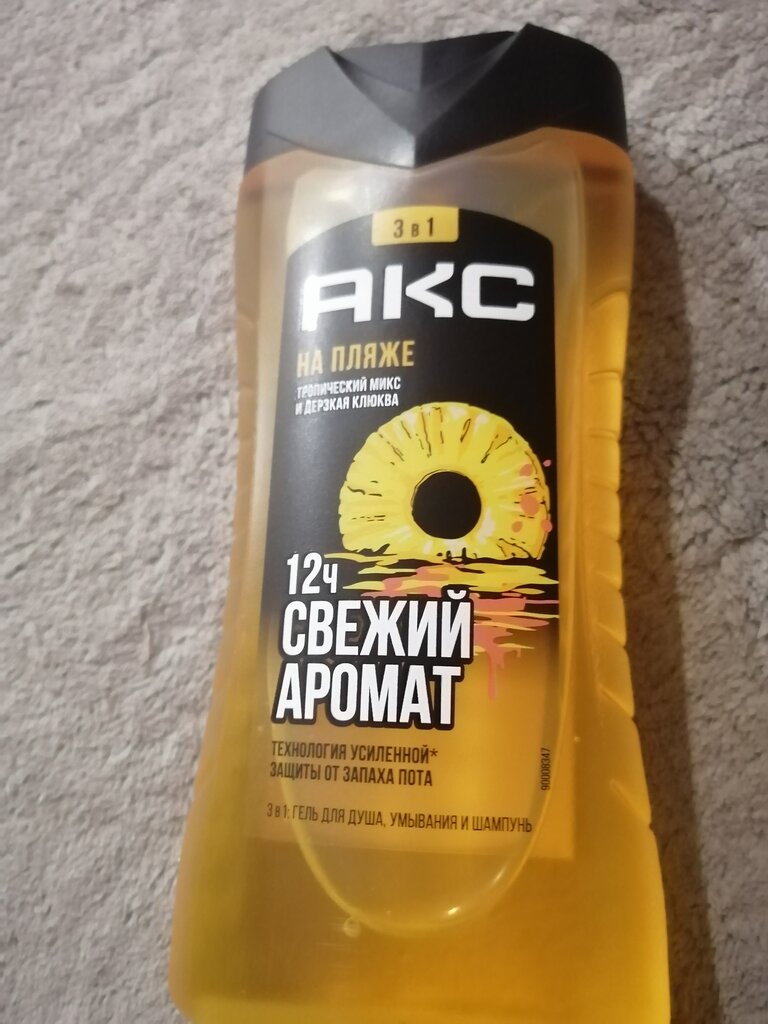 3 в 1
АКС
НА ПЛЯЖЕ
ТРОПИЧЕСКИЙ МИКС
И ДЕРЗКАЯ КЛЮКВА
12ч
СВЕЖИЙ
АРОМАТ
ТЕХНОЛОГИЯ УСИЛЕННОЙ*
ЗАЩИТЫ ОТ ЗАПАХА ПОТА
3 в 1: ГЕЛЬ ДЛЯ ДУША, УМЫВАНИЯ И ШАМПУНЬ
90008347